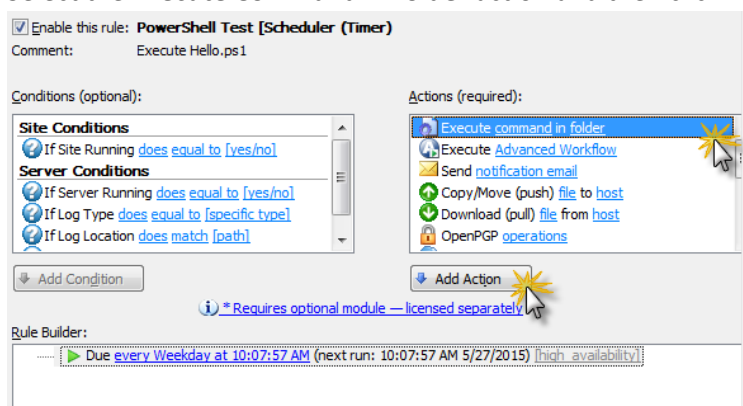 Enable this rule: PowerShell Test [Scheduler (Timer)
Comment: Execute Hello.ps1
Conditions (optional):
Actions (required):
Site Conditions
If Site Running does equal to [yes/no]
Server Conditions
If Server Running does equal to [yes/no]
If Log Type does equal to [specific type]
If Log Location does match [path]
Execute command in folder
Execute Advanced Workflow
Send notification email
Copy/Move (push) file to host
Download (pull) file from host
OpenPGP operations
Add Condition
Add Action
* Requires optional module — licensed separately
Rule Builder:
Due every Weekday at 10:07:57 AM (next run: 10:07:57 AM 5/27/2015) [high_availability]